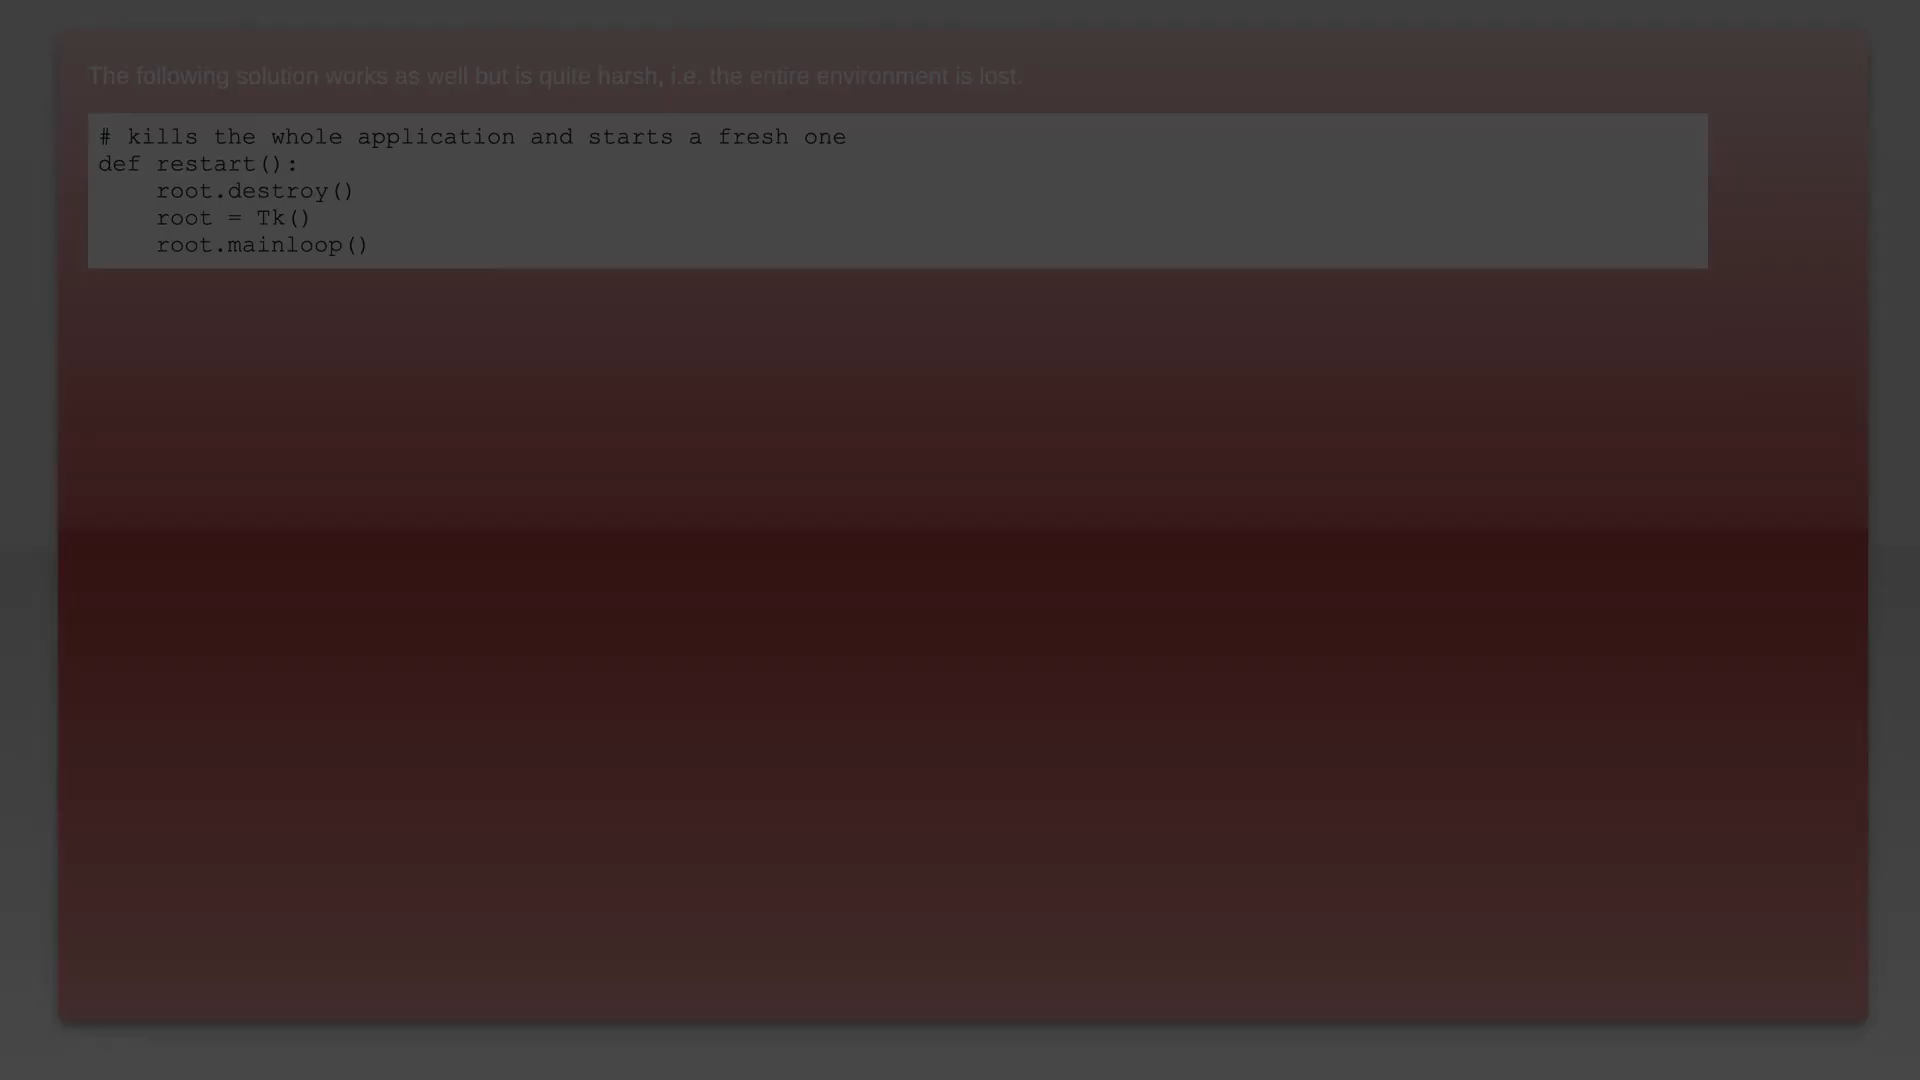 The following solution works as well but is quite harsh, i.e. the entire environment is lost.
# kills the whole application and starts a fresh one
def restart():
    root.destroy()
    root = Tk()
    root.mainloop()